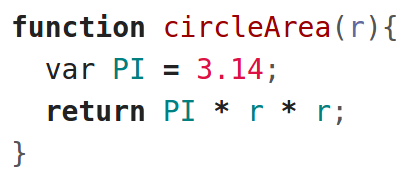 function circleArea(r){
  var PI = 3.14;
  return PI * r * r;
}